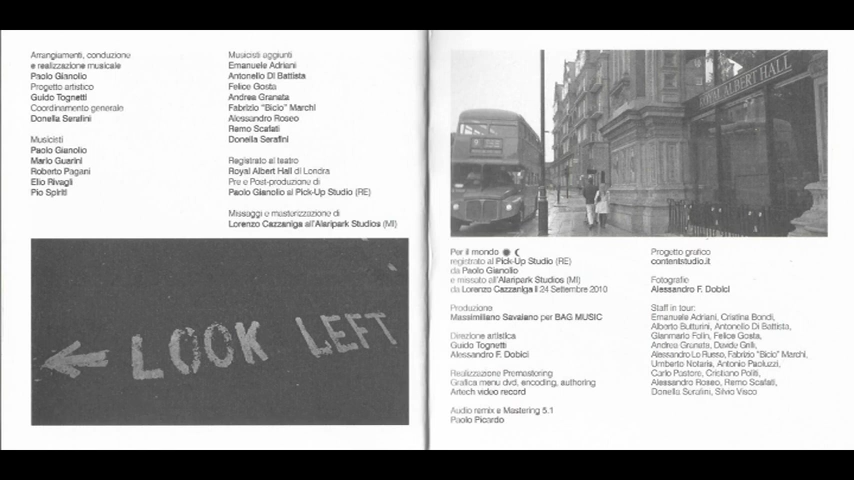 Arrangiamenti, conduzione
e realizzazione musicale
Paolo Gianolio
Progetto artistico
Guido Tognetti
Coordinamento generale
Donella Serafini
Musicisti
Paolo Gianolio
Mario Guarini
Roberto Pagani
Elio Rivagli
Pio Spiriti
Musicisti aggiunti
Emanuele Adriani
Antonello Di Battista
Felice Gosta
Andrea Granata
Fabrizio "Bicio" Marchi
Alessandro Roseo
Remo Scafati
Donella Serafini
Registrato al teatro
Royal Albert Hall di Londra
Pre e Post-produzione di
Paolo Gianolio al Pick-Up Studio (RE)
Missaggi e masterizzazione di
Lorenzo Cazzaniga all'Alaripark Studios (MI)
LOOK LEFT
ROYAL ALBERT HALL
9
Per il mondo
registrato al Pick-Up Studio (RE)
da Paolo Gianolio
e missato all'Alaripark Studios (MI)
da Lorenzo Cazzaniga il 24 Settembre 2010
Produzione
Massimiliano Savaiano per BAG MUSIC
Direzione artistica
Guido Tognetti
Alessandro F. Dobici
Realizzazione Premastering
Grafica menu dvd, encoding, authoring
Artech video record
Audio remix e Mastering 5.1
Paolo Picardo
Progetto grafico
contentstudio.it
Fotografie
Alessandro F. Dobici
Staff in tour:
Emanuele Adriani, Cristina Bondi,
Alberto Butturini, Antonello Di Battista,
Gianmarlo Folin, Felice Gosta,
Andrea Granata, Davide Grilli,
Alessandro Lo Russo, Fabrizio "Bicio" Marchi,
Umberto Notaris, Antonio Paoluzzi,
Carlo Pastore, Cristiano Politi,
Alessandro Roseo, Remo Scafati,
Donella Serafini, Silvio Visco